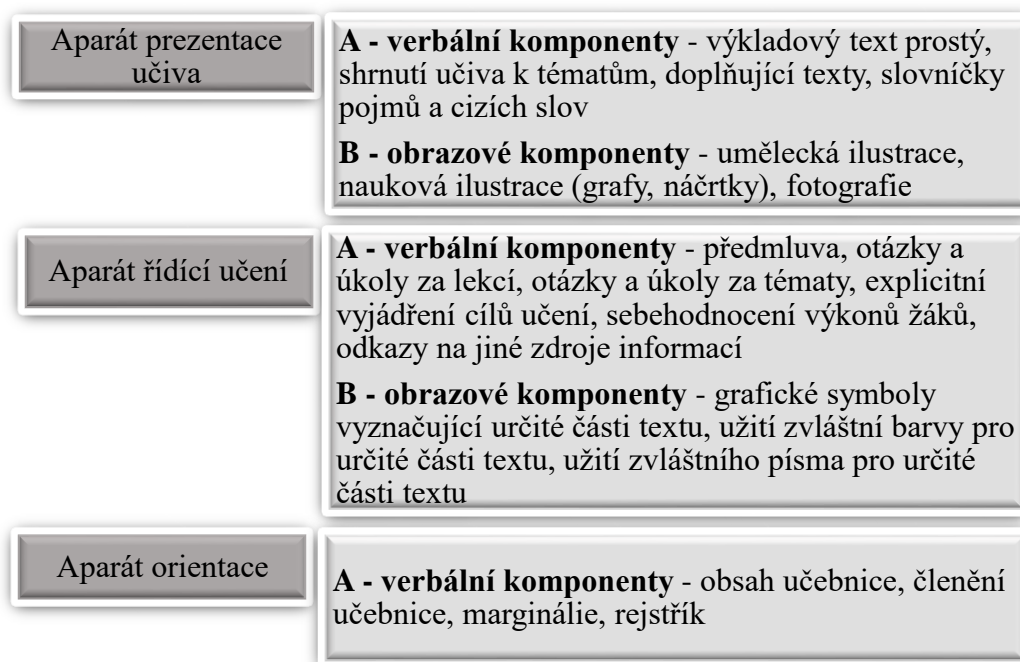 Aparát prezentace
učiva
A - verbální komponenty - výkladový text prostý,
shrnutí učiva k tématům, doplňující texty, slovníčky
pojmů a cizích slov
B - obrazové komponenty - umělecká ilustrace,
nauková ilustrace (grafy, náčrtky), fotografie
Aparát řídící učení
A - verbální komponenty - předmluva, otázky a
úkoly za lekcí, otázky a úkoly za tématy, explicitní
vyjádření cílů učení, sebehodnocení výkonů žáků,
odkazy na jiné zdroje informací
B - obrazové komponenty - grafické symboly
vyznačující určité části textu, užití zvláštní barvy pro
určité části textu, užití zvláštního písma pro určité
části textu
Aparát orientace
A - verbální komponenty - obsah učebnice, členění
učebnice, marginálie, rejstřík